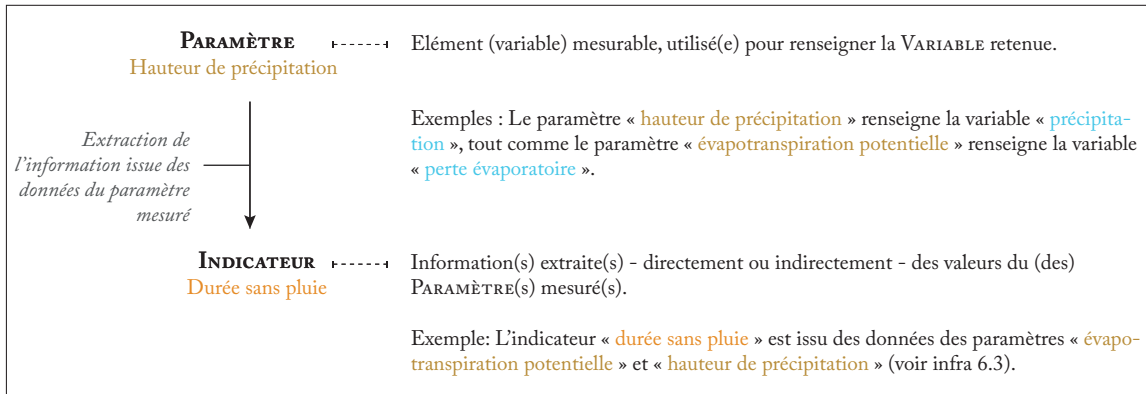 PARAMÈTRE
Hauteur de précipitation
Elément (variable) mesurable, utilisé(e) pour renseigner la VARIABLE retenue.
Exemples : Le paramètre « hauteur de précipitation » renseigne la variable « précipita-
tion », tout comme le paramètre « évapotranspiration potentielle » renseigne la variable
« perte évaporatoire ».
Extraction de
l'information issue des
données du paramètre
mesuré
INDICATEUR
Durée sans pluie
Information(s) extraite(s) - directement ou indirectement - des valeurs du (des)
PARAMÈTRE(s) mesuré(s).
Exemple: L'indicateur « durée sans pluie » est issu des données des paramètres « évapo-
transpiration potentielle » et « hauteur de précipitation » (voir infra 6.3).